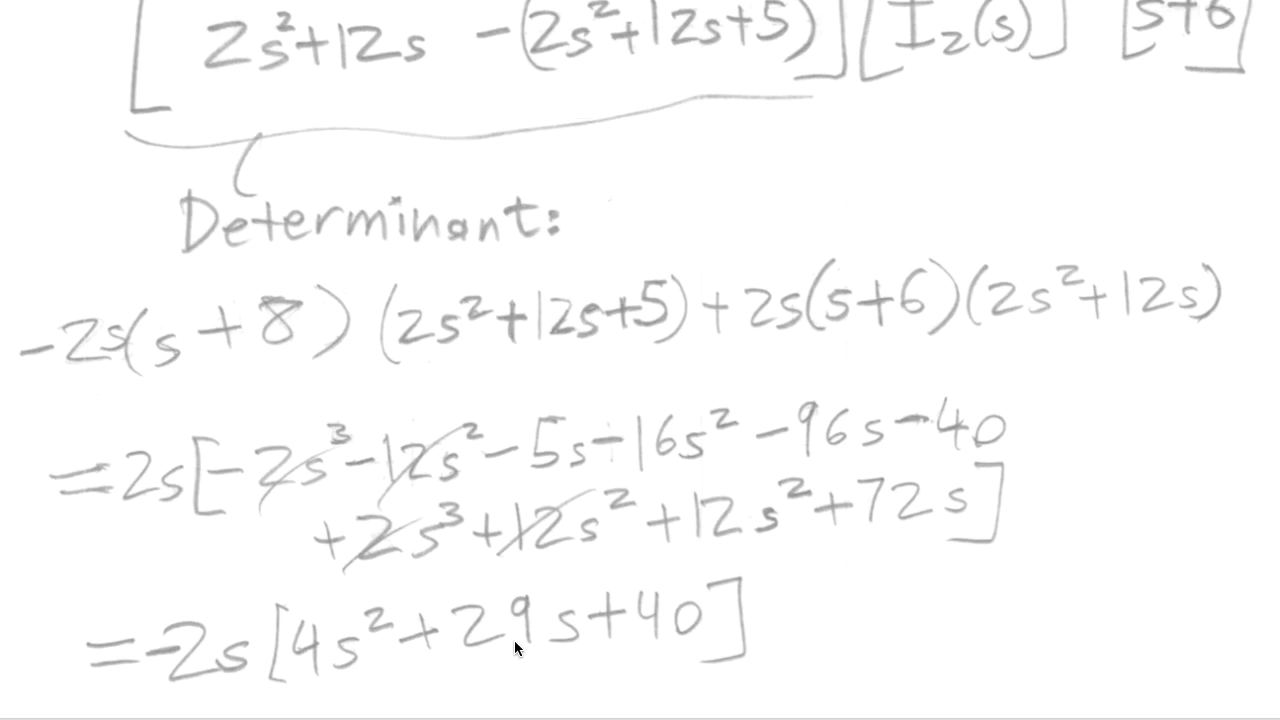 [ 2s²+12s -(2s²+12s+5)] [I₂(s)] [s+6]
Determinant:
-2s(s+8)(2s²+12s+5)+2s(s+6)(2s²+12s)
=2s[-2s³-12s²-5s-16s²-96s-40
+2s³+12s²+12s²+72s]
=-2s[4s²+29s+40]